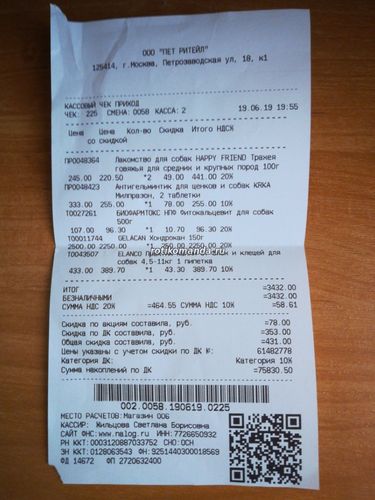 ООО "ПЕТ РИТЕЙЛ"
125414, г.Москва, Петрозаводская ул, 18, к1
КАССОВЫЙ ЧЕК ПРИХОД
ЧЕК: 225 СМЕНА: 0058 КАССА: 2 19.06.19 19:55
Цена Цена Кол-во Скидка Итого НДС%
со скидкой
ПР0048364 Лакомство для собак HAPPY FRIEND Трахея
говяжья для средних и крупных пород 100г
245.00 220.50 *2 49.00 441.00 20%
ПР0048423 Антигельминтик для щенков и собак KRKA
Милпразон, 2 таблетки
333.00 255.00 *1 78.00 255.00 10%
Т0027261 БИОФАРМТОКС НПФ Фитокальцевит для собак
500г
107.00 96.30 *1 10.70 96.30 20%
Т00011744 GELACAN Хондрокан 150г
2500.00 2250.00 *1 250.00 2250.00 20%
Т0043507 ELANCO клещей для
собак 4,5-11кг 1 пипетка
433.00 389.70 *1 43.30 389.70 10%
rotikomanda.ru
ИТОГ =3432.00
БЕЗНАЛИЧНЫМИ =3432.00
СУММА НДС 20% =464.55 СУММА НДС 10% =58.61
Скидка по акциям составила, руб. =78.00
Скидка по ДК составила, руб. =353.00
Общая скидка составила, руб. =431.00
Цены указаны с учетом скидки по ДК №: 61482778
Категория ДК: Категория 10%
Сумма накоплений по ДК =75830.50
002.0058.190619.0225
МЕСТО РАСЧЕТОВ:Магазин 006
КАССИР: Жильцова Светлана Борисовна
САЙТ ФНС:www.nalog.ru ИНН:7726650932
РН ККТ:0003120887033752 СНО:ОСН
ЗН ККТ:0128063543 ФН:9251440300018569
ФД 14672 ФП 2720632400